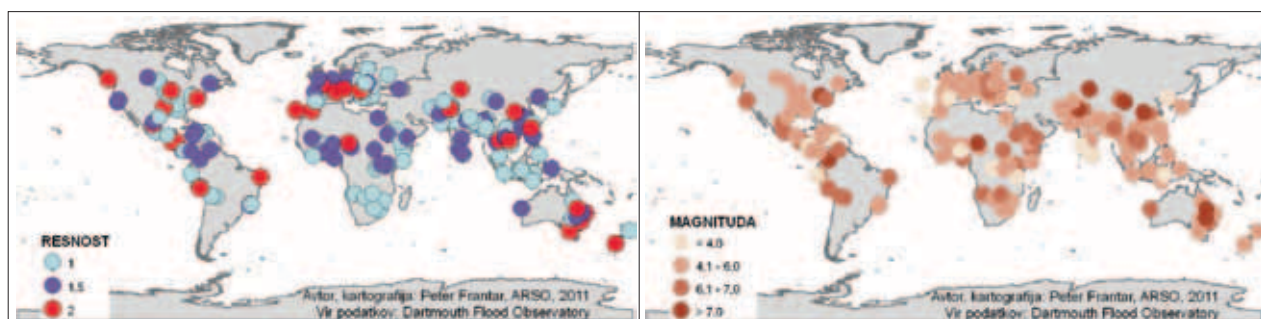 RESNOST
1
1.5
2
Avtor, kartografija: Peter Frantar, ARSO, 2011
Vir podatkov: Dartmouth Flood Observatory
MAGNITUDA
< 4.0
4.1 - 6.0
6.1 - 7.0
> 7.0
Avtor, kartografija: Peter Frantar, ARSO, 2011
Vir podatkov: Dartmouth Flood Observatory